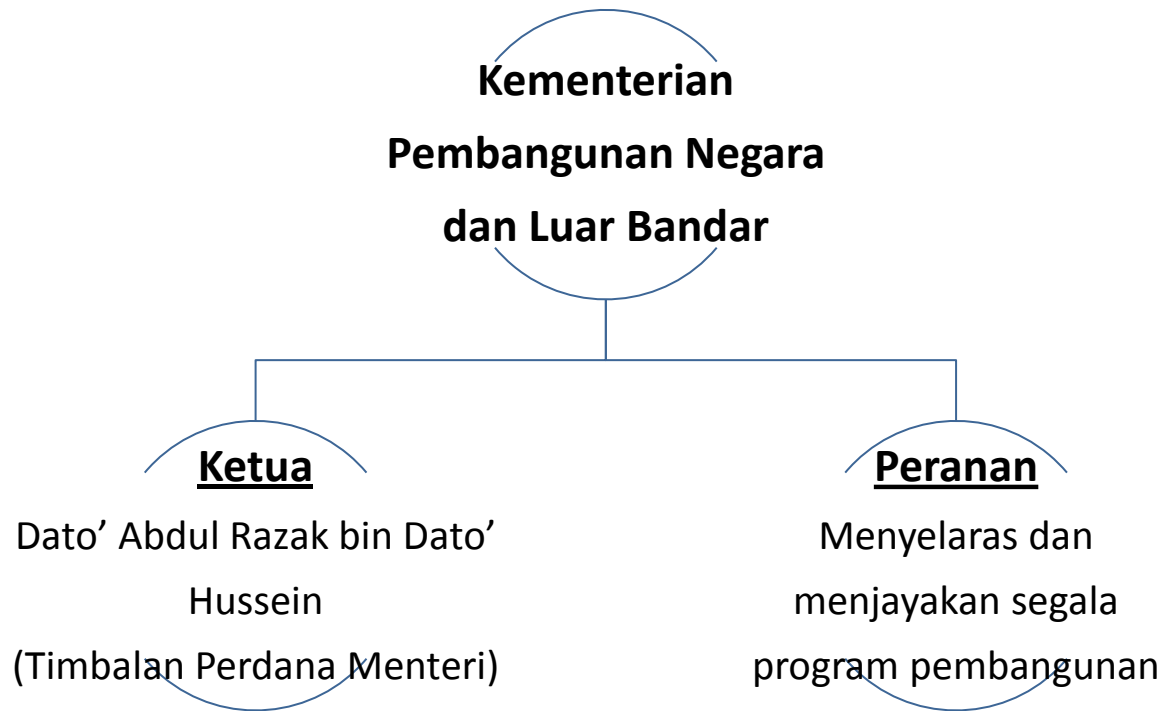 Kementerian
Pembangunan Negara
dan Luar Bandar
Ketua
Dato’ Abdul Razak bin Dato’
Hussein
(Timbalan Perdana Menteri)
Peranan
Menyelaras dan
menjayakan segala
program pembangunan